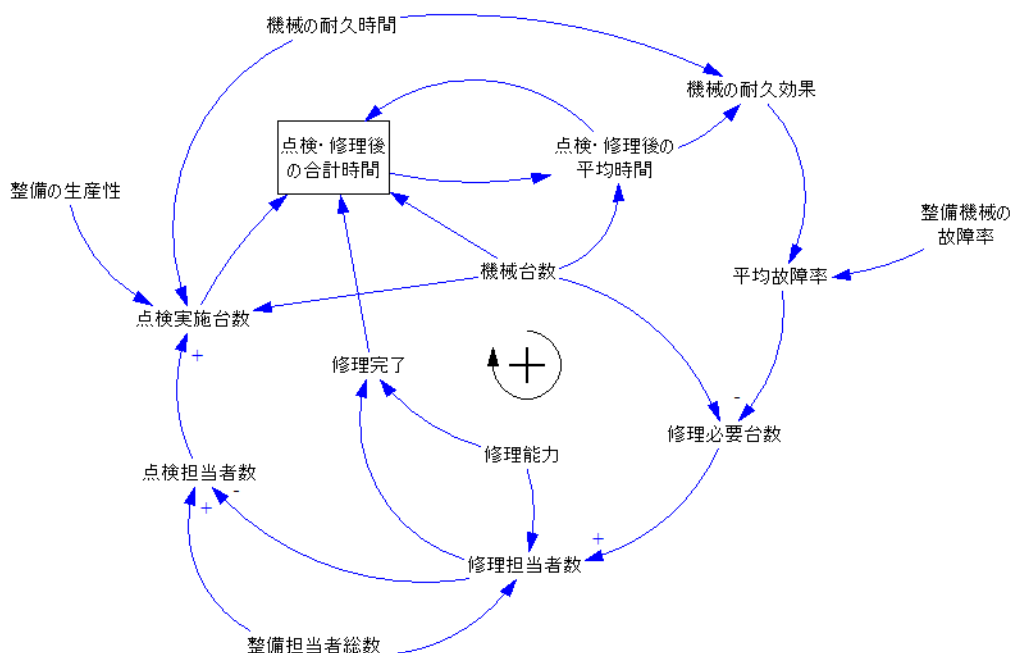 機械の耐久時間
機械の耐久効果
点検・修理後
の合計時間
点検・修理後の
平均時間
整備の生産性
整備機械の
故障率
機械台数
平均故障率
点検実施台数
+
修理完了
+
-
修理必要台数
修理能力
点検担当者数
-
+
+
修理担当者数
整備担当者総数